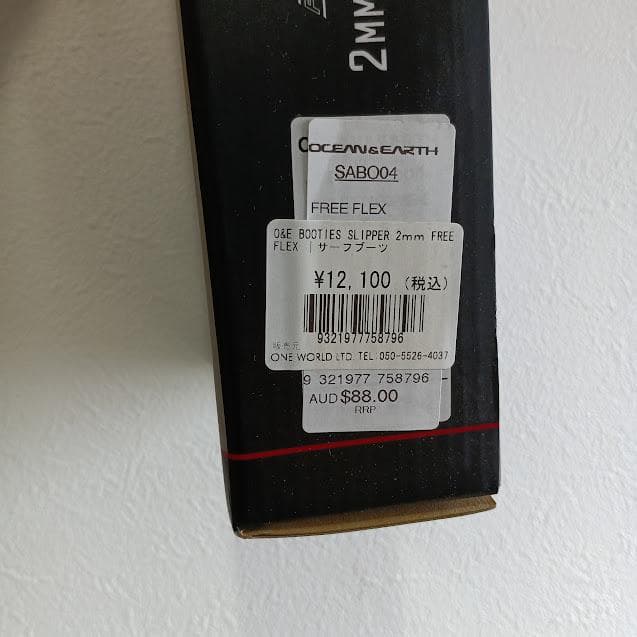 2MM
OCEAN&EARTH
SABO04
FREE FLEX
O&E BOOTIES SLIPPER 2mm FREE
FLEX | サーフブーツ
¥12,100 (税込)
9321977758796
販売元
ONE WORLD LTD. TEL:050-5526-4037
9 321977 758796
AUD $88.00
RRP